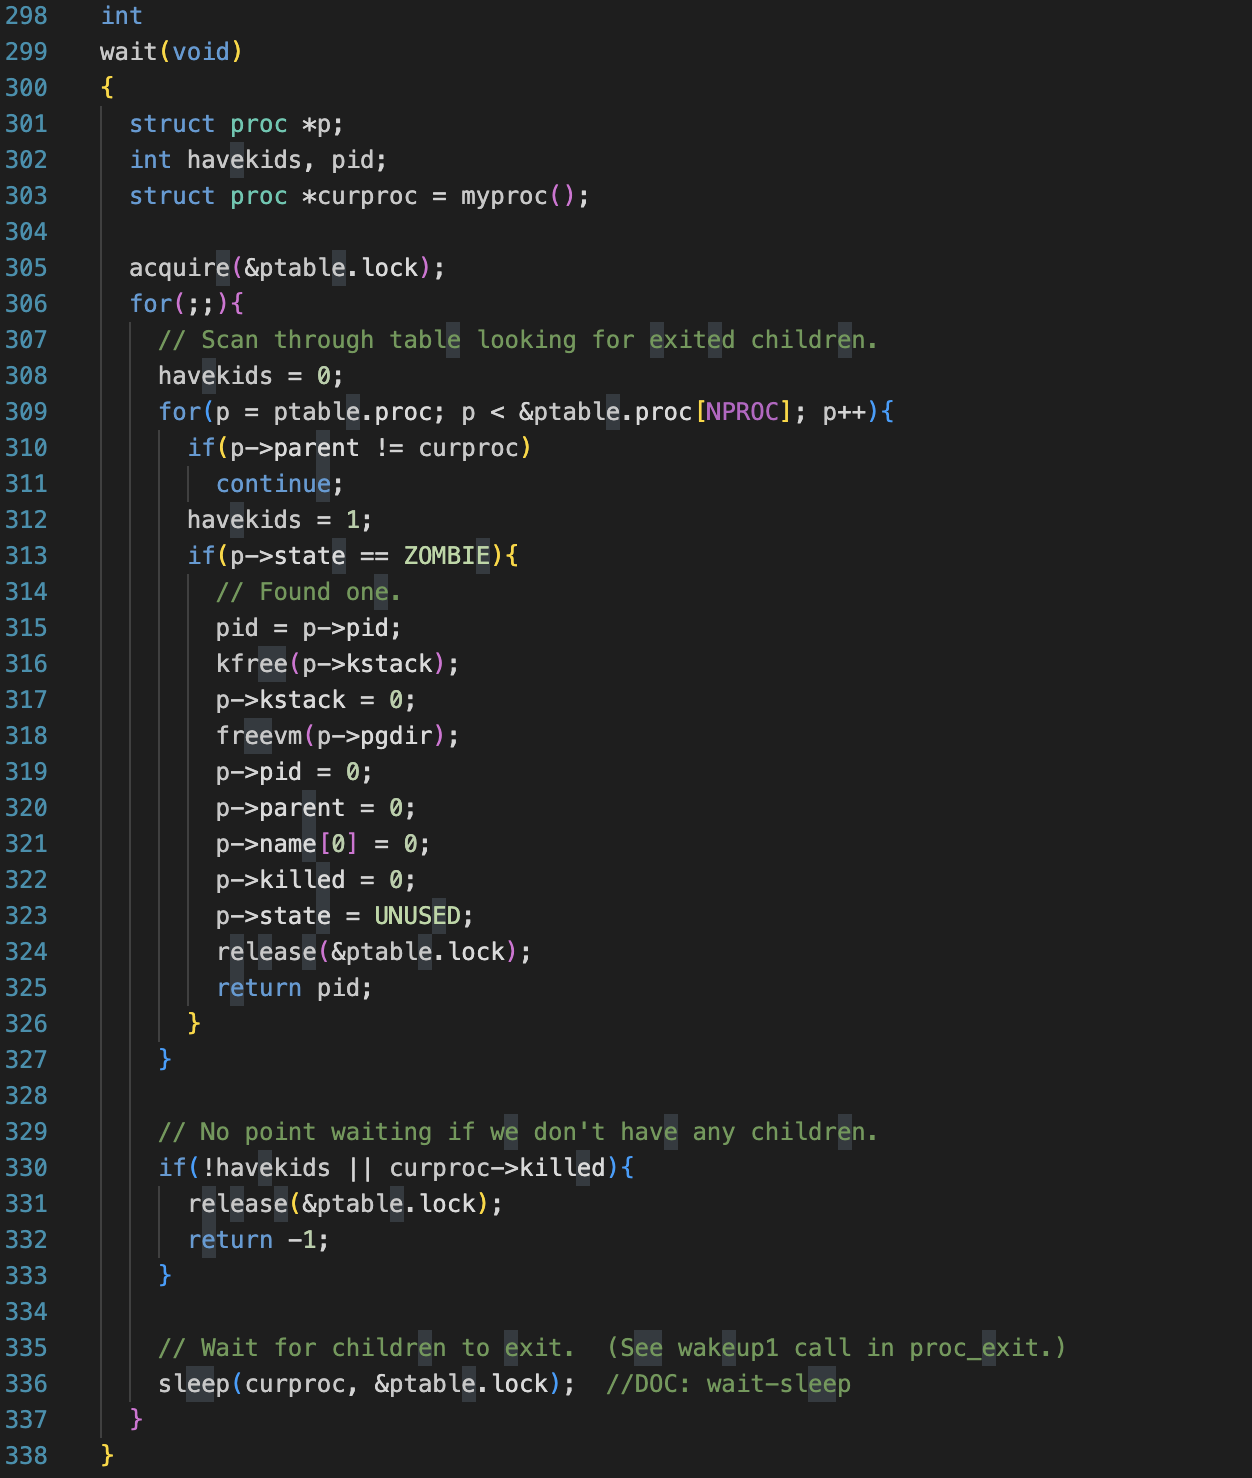 298 int
299 wait(void)
300 {
301 struct proc *p;
302 int havekids, pid;
303 struct proc *curproc = myproc();
304
305 acquire(&ptable.lock);
306 for(;;){
307 // Scan through table looking for exited children.
308 havekids = 0;
309 for(p = ptable.proc; p < &ptable.proc[NPROC]; p++){
310 if(p->parent != curproc)
311 continue;
312 havekids = 1;
313 if(p->state == ZOMBIE){
314 // Found one.
315 pid = p->pid;
316 kfree(p->kstack);
317 p->kstack = 0;
318 freevm(p->pgdir);
319 p->pid = 0;
320 p->parent = 0;
321 p->name[0] = 0;
322 p->killed = 0;
323 p->state = UNUSED;
324 release(&ptable.lock);
325 return pid;
326 }
327 }
328
329 // No point waiting if we don't have any children.
330 if(!havekids || curproc->killed){
331 release(&ptable.lock);
332 return -1;
333 }
334
335 // Wait for children to exit.  (See wakeup1 call in proc_exit.)
336 sleep(curproc, &ptable.lock);  //DOC: wait-sleep
337 }
338 }